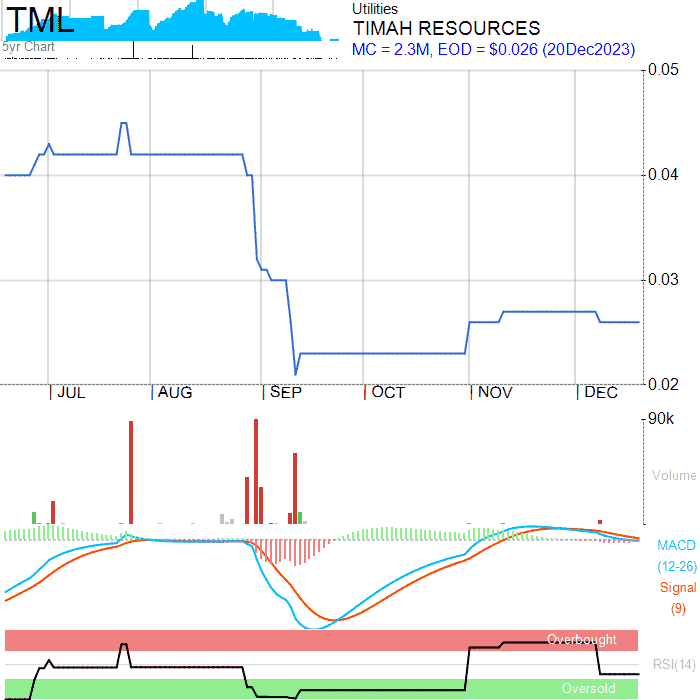 TML
5yr Chart
Utilities
TIMAH RESOURCES
MC = 2.3M, EOD = $0.026 (20Dec2023)
0.05
0.04
0.03
0.02
JUL AUG SEP OCT NOV DEC
90k
Volume
MACD
(12-26)
Signal
(9)
Overbought
RSI(14)
Oversold